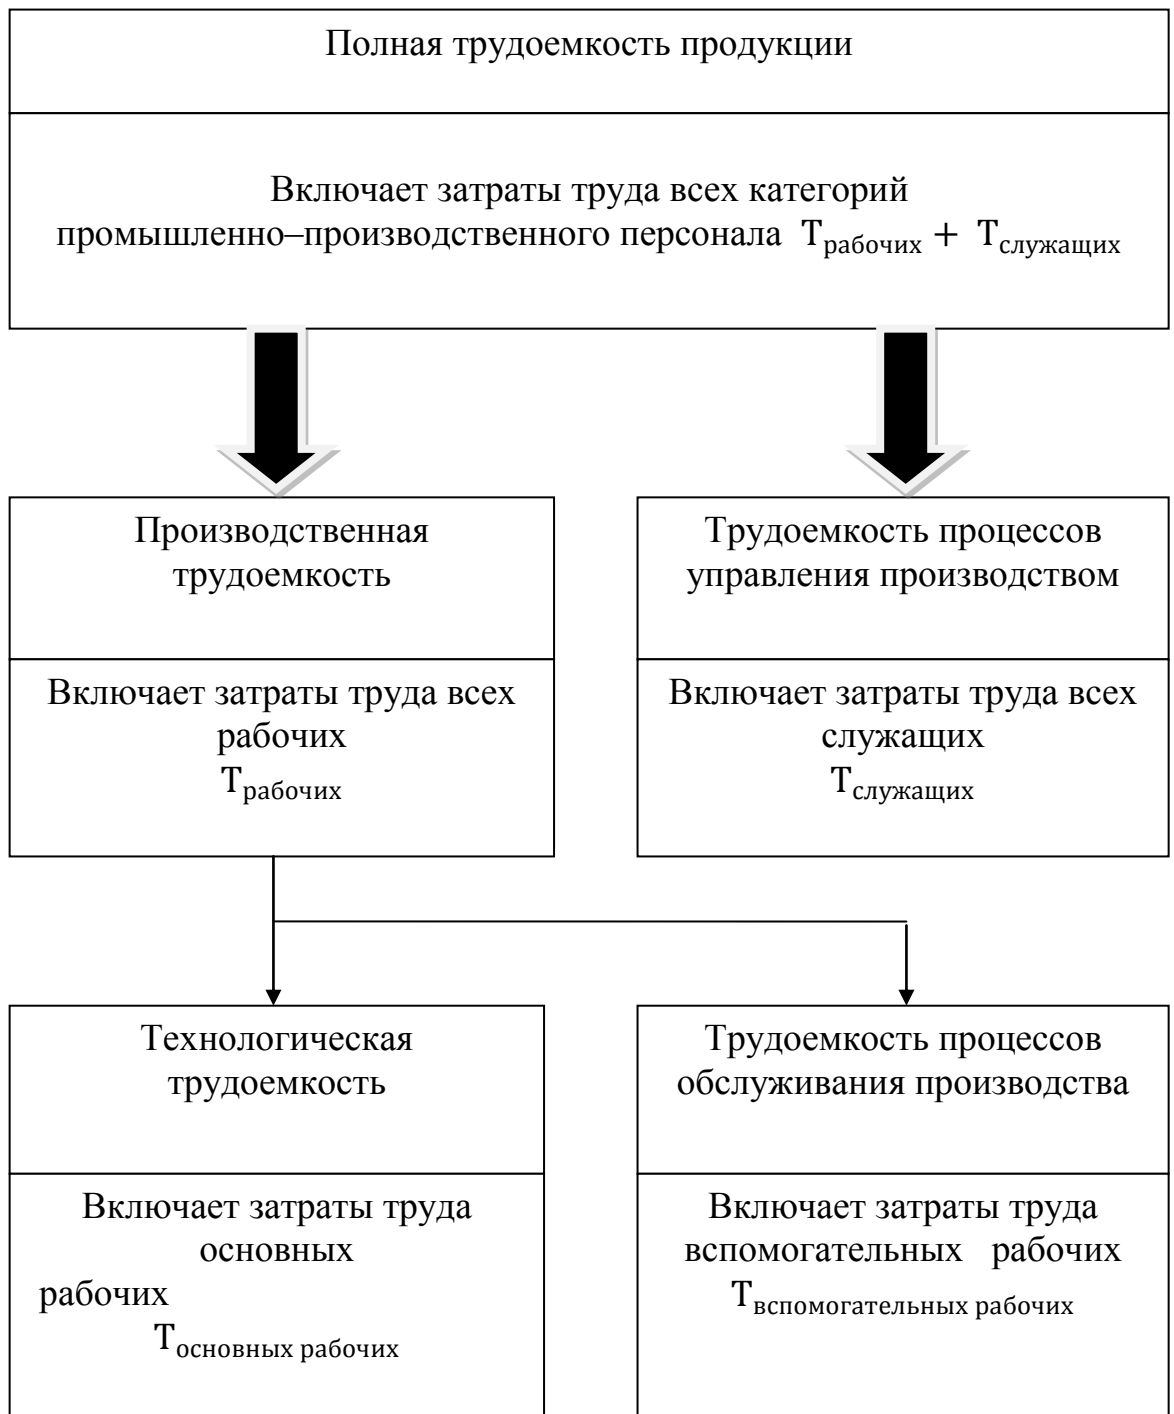 Полная трудоемкость продукции
Включает затраты труда всех категорий
промышленно–производственного персонала Трабочих + Тслужащих
Производственная
трудоемкость
Включает затраты труда всех
рабочих
Трабочих
Трудоемкость процессов
управления производством
Включает затраты труда всех
служащих
Тслужащих
Технологическая
трудоемкость
Включает затраты труда
основных
рабочих
Тосновных рабочих
Трудоемкость процессов
обслуживания производства
Включает затраты труда
вспомогательных рабочих
Твспомогательных рабочих